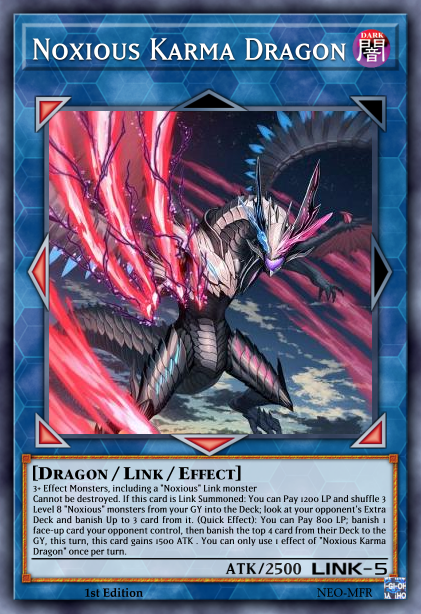 NOXIOUS KARMA DRAGON
DARK
闇
[DRAGON / LINK / EFFECT]
3+ Effect Monsters, including a "Noxious" Link monster
Cannot be destroyed. If this card is Link Summoned: You can Pay 1200 LP and shuffle 3
Level 8 "Noxious" monsters from your GY into the Deck; look at your opponent's Extra
Deck and banish Up to 3 card from it. (Quick Effect): You can Pay 800 LP; banish 1
face-up card your opponent control, then banish the top 4 card from their Deck to the
GY, this turn, this card gains 1500 ATK . You can only use 1 effect of "Noxious Karma
Dragon" once per turn.
ATK/2500 LINK-5
1st Edition NEO-MFR